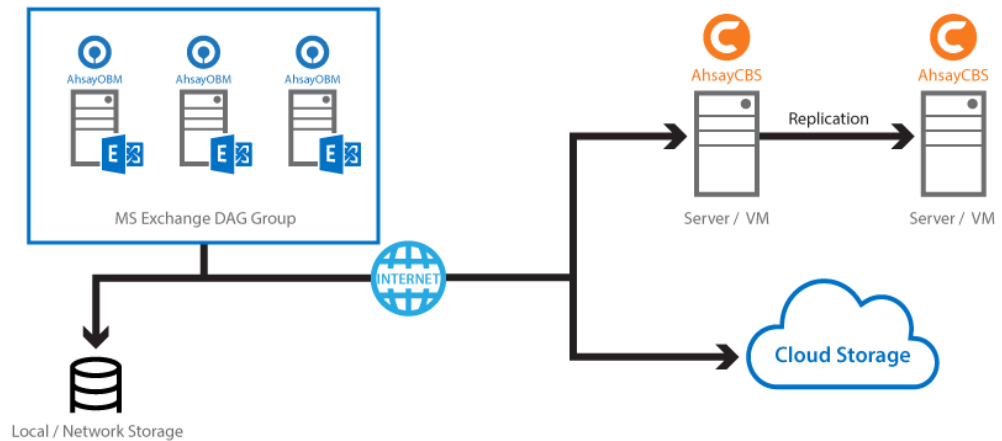 AhsayOBM
AhsayOBM
AhsayOBM
E
E
E
MS Exchange DAG Group
INTERNET
Local / Network Storage
AhsayCBS
AhsayCBS
Replication
Server / VM
Server / VM
Cloud Storage